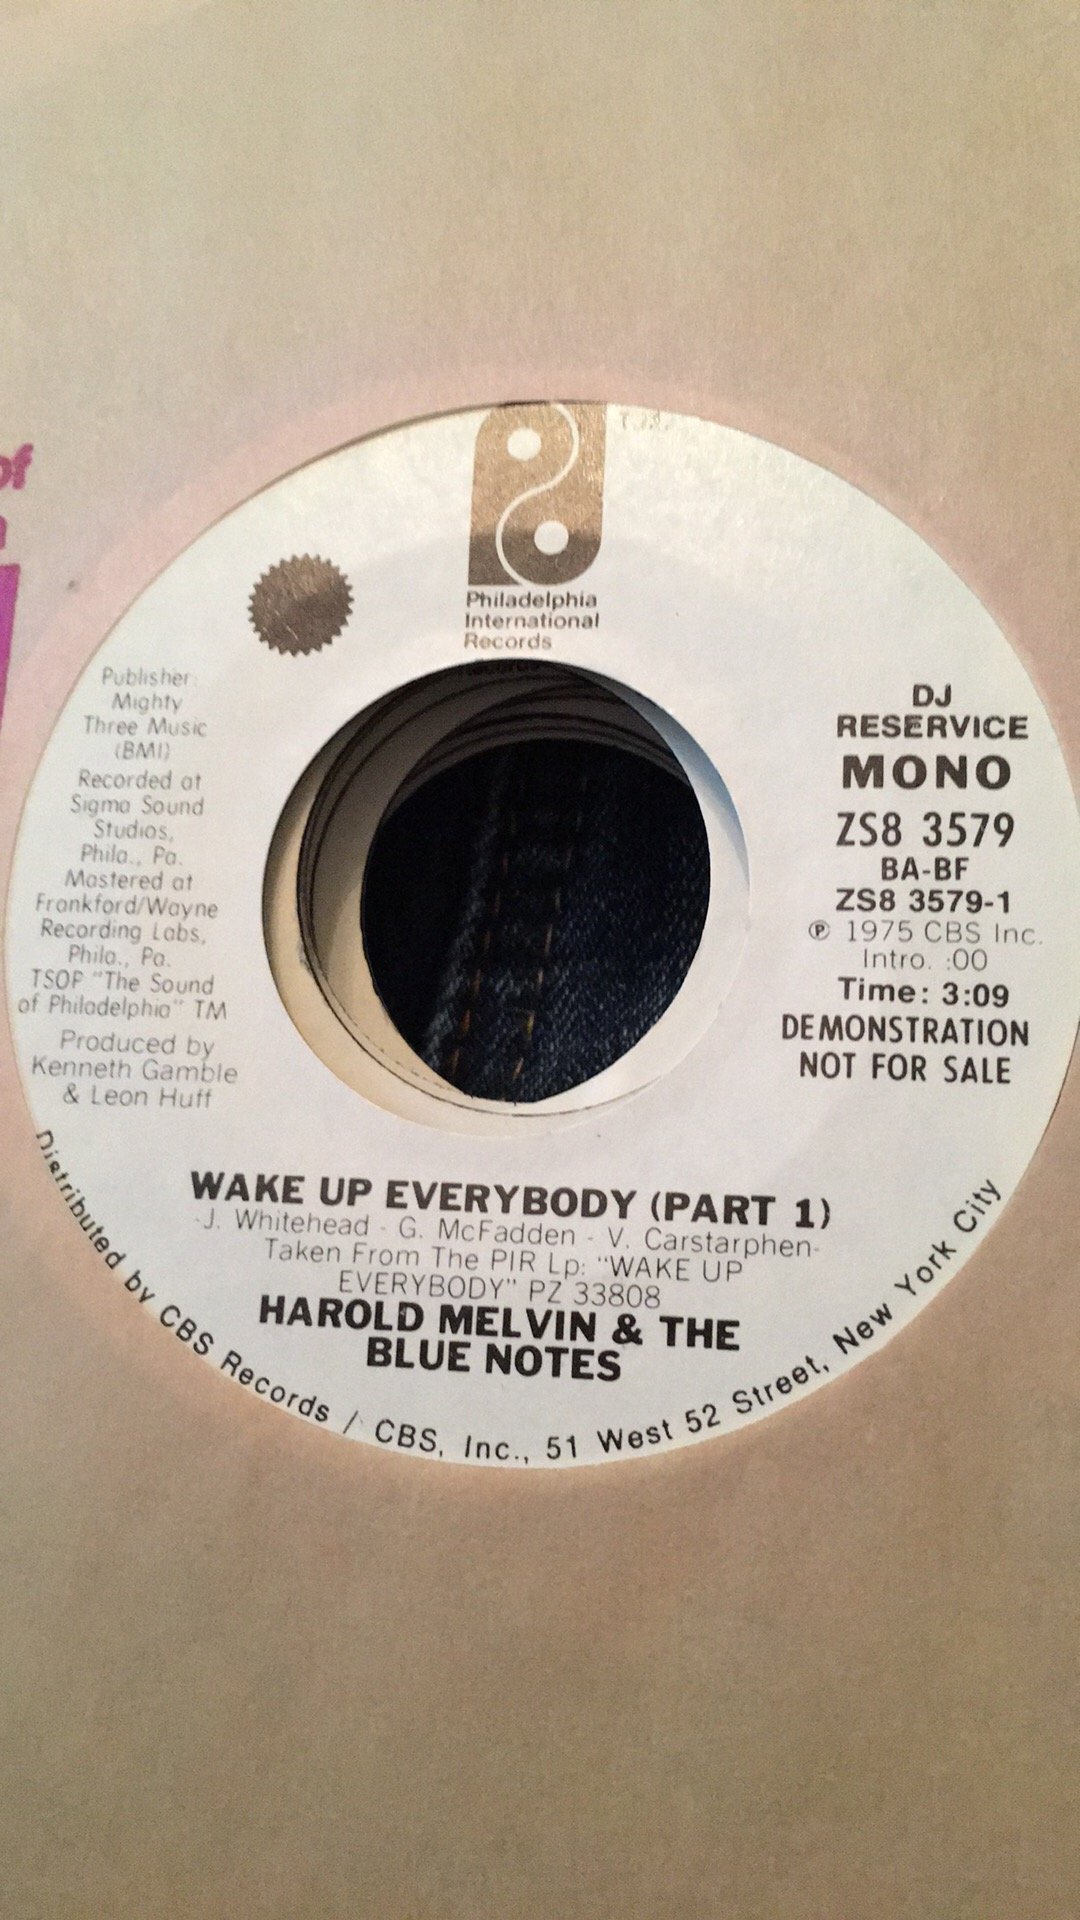 of
Philadelphia
International
Records
Publisher:
Mighty
Three Music
(BMI)
Recorded at
Sigma Sound
Studios,
Phila., Pa.
Mastered at
Frankford/Wayne
Recording Labs,
Phila., Pa.
TSOP "The Sound
of Philadelphia" TM
Produced by
Kenneth Gamble
& Leon Huff
DJ
RESERVICE
MONO
ZS8 3579
BA-BF
ZS8 3579-1
℗ 1975 CBS Inc.
Intro. :00
Time: 3:09
DEMONSTRATION
NOT FOR SALE
WAKE UP EVERYBODY (PART 1)
-J. Whitehead - G. McFadden - V. Carstarphen-
Taken From The PIR Lp: "WAKE UP
EVERYBODY" PZ 33808
HAROLD MELVIN & THE
BLUE NOTES
Distributed by CBS Records / CBS, Inc., 51 West 52 Street, New York City